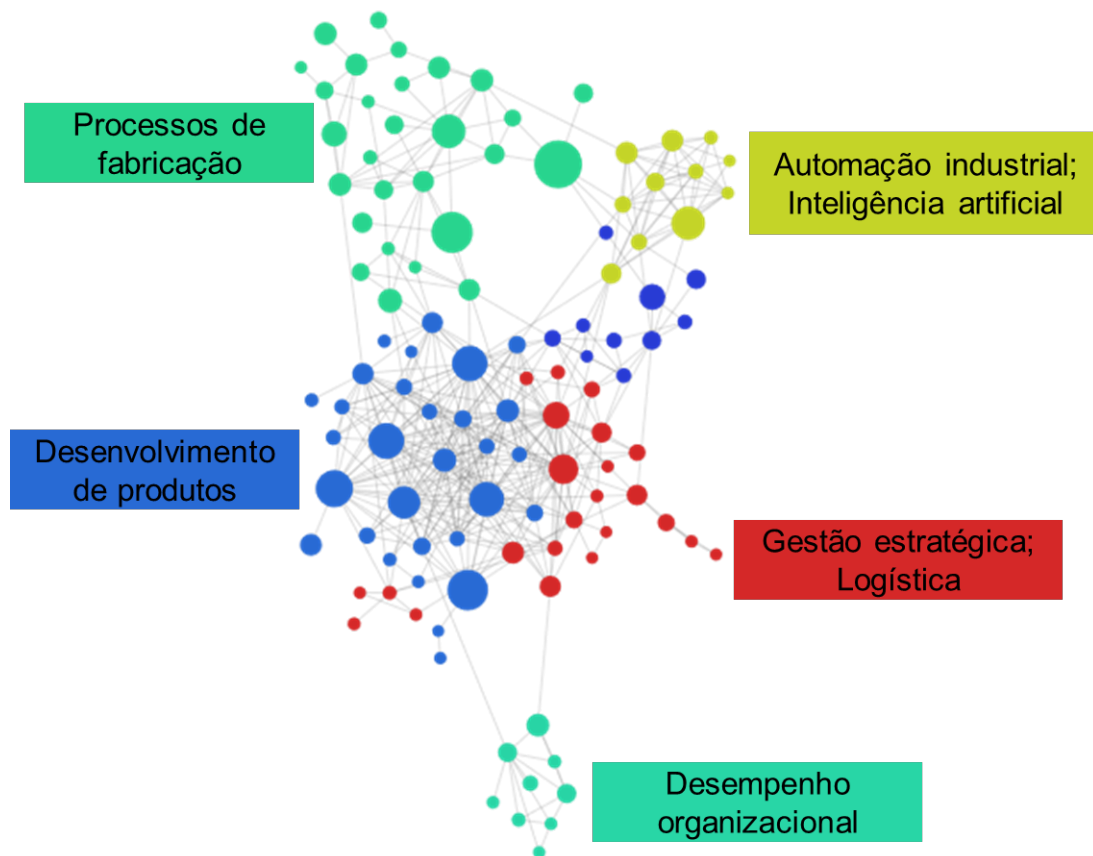 Processos de
fabricação
Automação industrial;
Inteligência artificial
Desenvolvimento
de produtos
Gestão estratégica;
Logística
Desempenho
organizacional